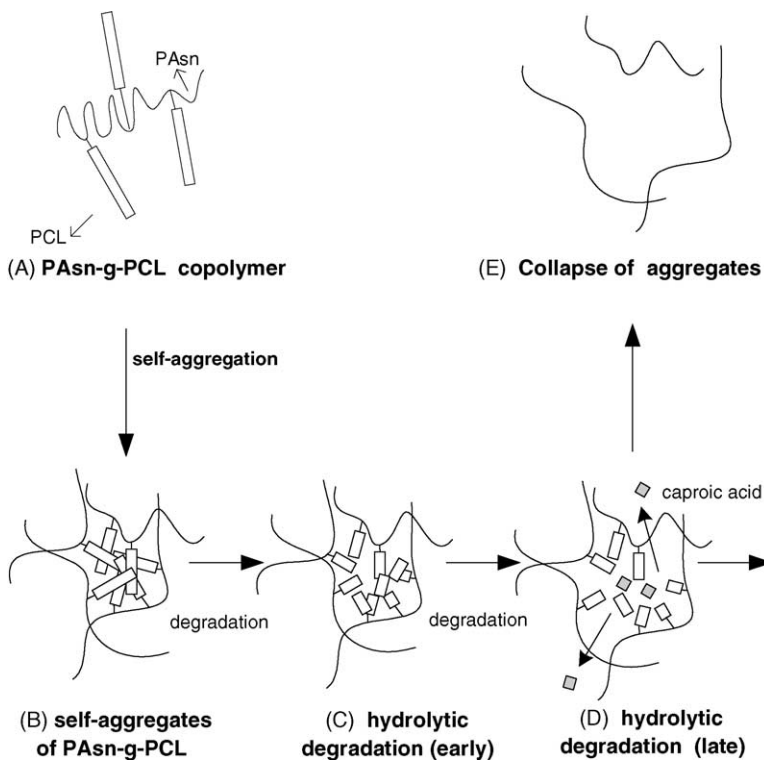 PAsn
PCL
(A) PAsn-g-PCL copolymer
(E) Collapse of aggregates
self-aggregation
caproic acid
degradation
degradation
(B) self-aggregates
of PAsn-g-PCL
(C) hydrolytic
degradation (early)
(D) hydrolytic
degradation (late)